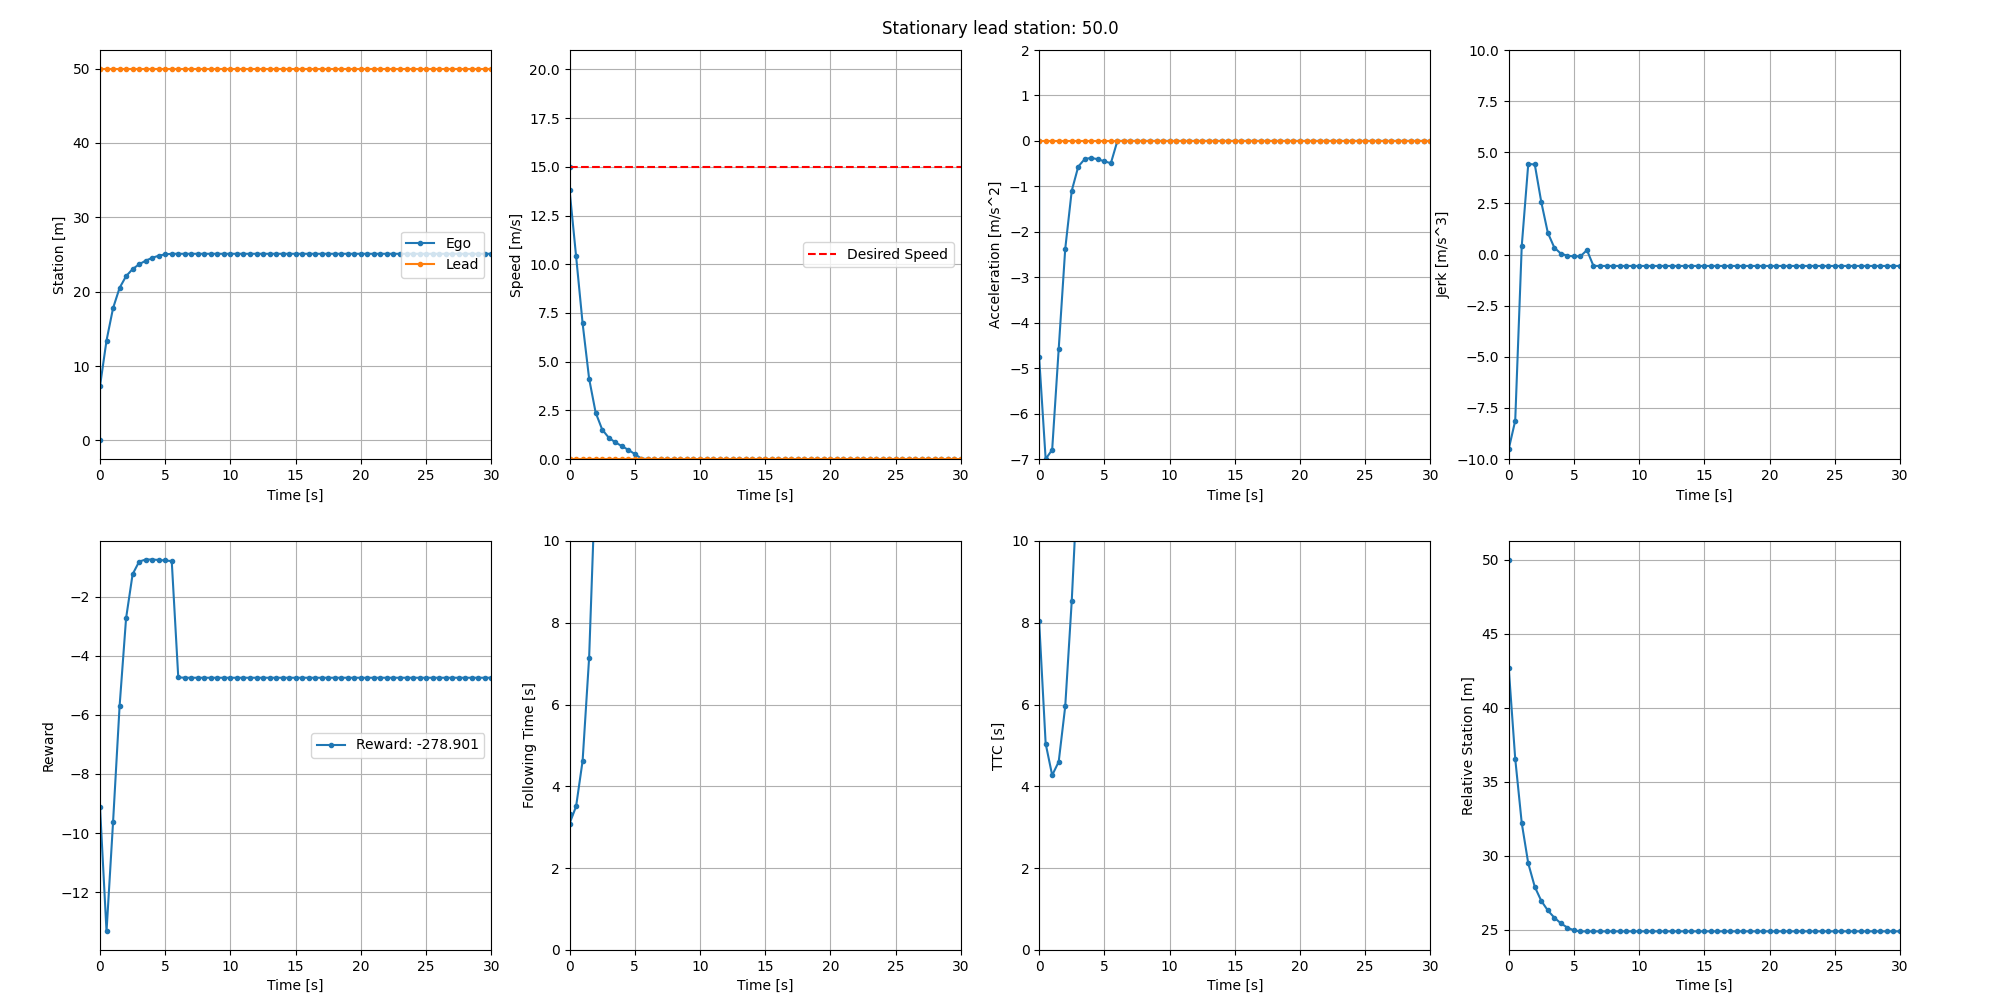 Stationary lead station: 50.0
50
40
30
20
10
0
Station [m]
Ego
Lead
0 5 10 15 20 25 30
Time [s]
20.0
17.5
15.0
12.5
10.0
7.5
5.0
2.5
0.0
Speed [m/s]
Desired Speed
0 5 10 15 20 25 30
Time [s]
2
1
0
−1
−2
−3
−4
−5
−6
−7
Acceleration [m/s^2]
0 5 10 15 20 25 30
Time [s]
10.0
7.5
5.0
2.5
0.0
−2.5
−5.0
−7.5
−10.0
Jerk [m/s^3]
0 5 10 15 20 25 30
Time [s]
−2
−4
−6
−8
−10
−12
Reward
Reward: -278.901
0 5 10 15 20 25 30
Time [s]
10
8
6
4
2
0
Following Time [s]
0 5 10 15 20 25 30
Time [s]
10
8
6
4
2
0
TTC [s]
0 5 10 15 20 25 30
Time [s]
50
45
40
35
30
25
Relative Station [m]
0 5 10 15 20 25 30
Time [s]